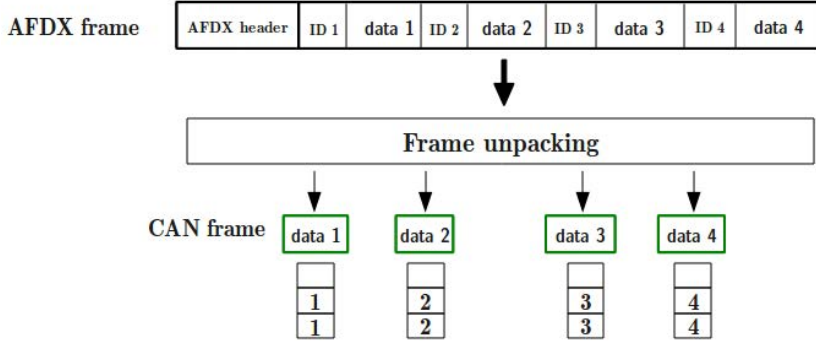 AFDX frame AFDX header ID 1 data 1 ID 2 data 2 ID 3 data 3 ID 4 data 4
Frame unpacking
CAN frame data 1 data 2 data 3 data 4
1 2 3 4
1 2 3 4